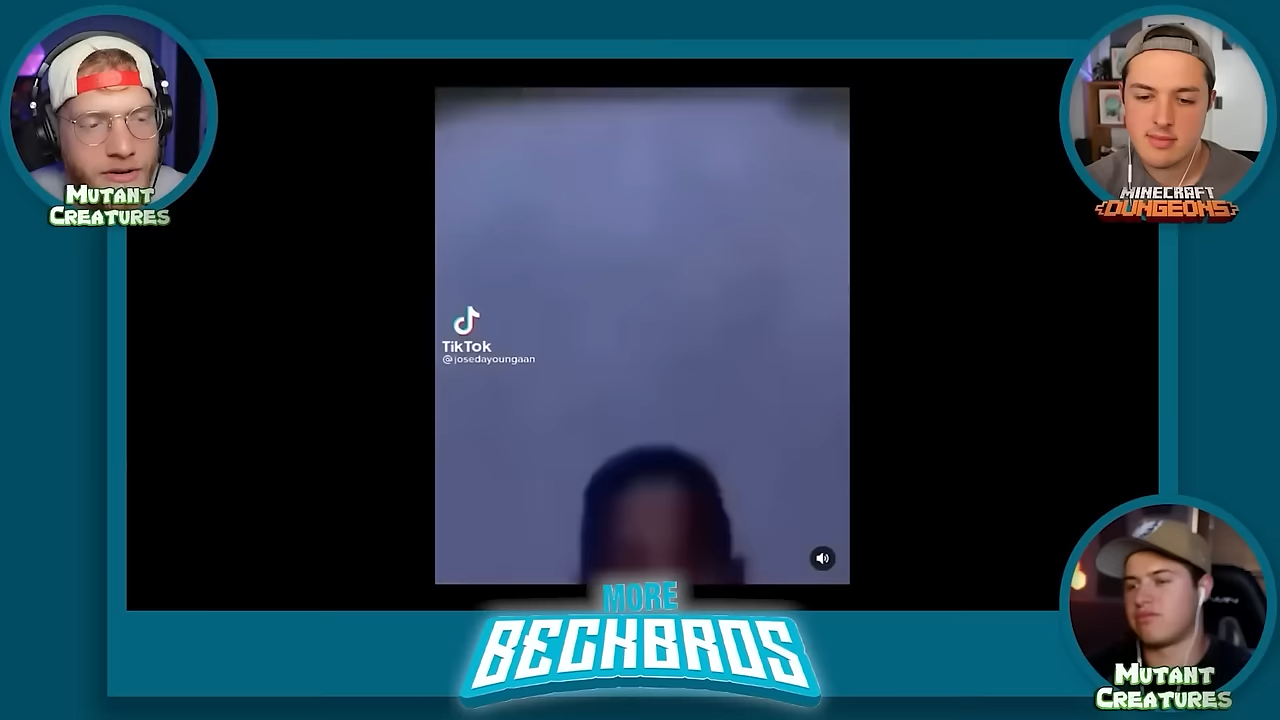 MUTANT
CREATURES
MINECRAFT
DUNGEONS
TikTok
@josedayoungaan
MORE
BECKBROS
MUTANT
CREATURES